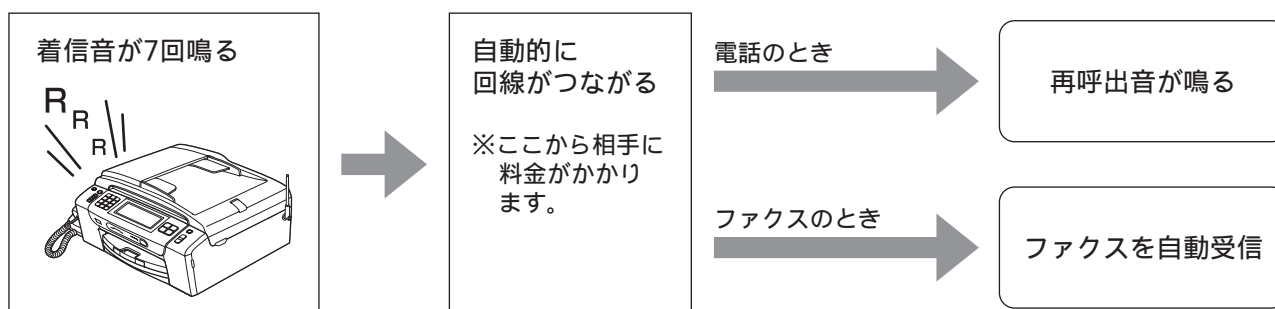 着信音が7回鳴る
R
R
R
自動的に
回線がつながる
※ここから相手に
料金がかかり
ます。
電話のとき
再呼出音が鳴る
ファクスのとき
ファクスを自動受信